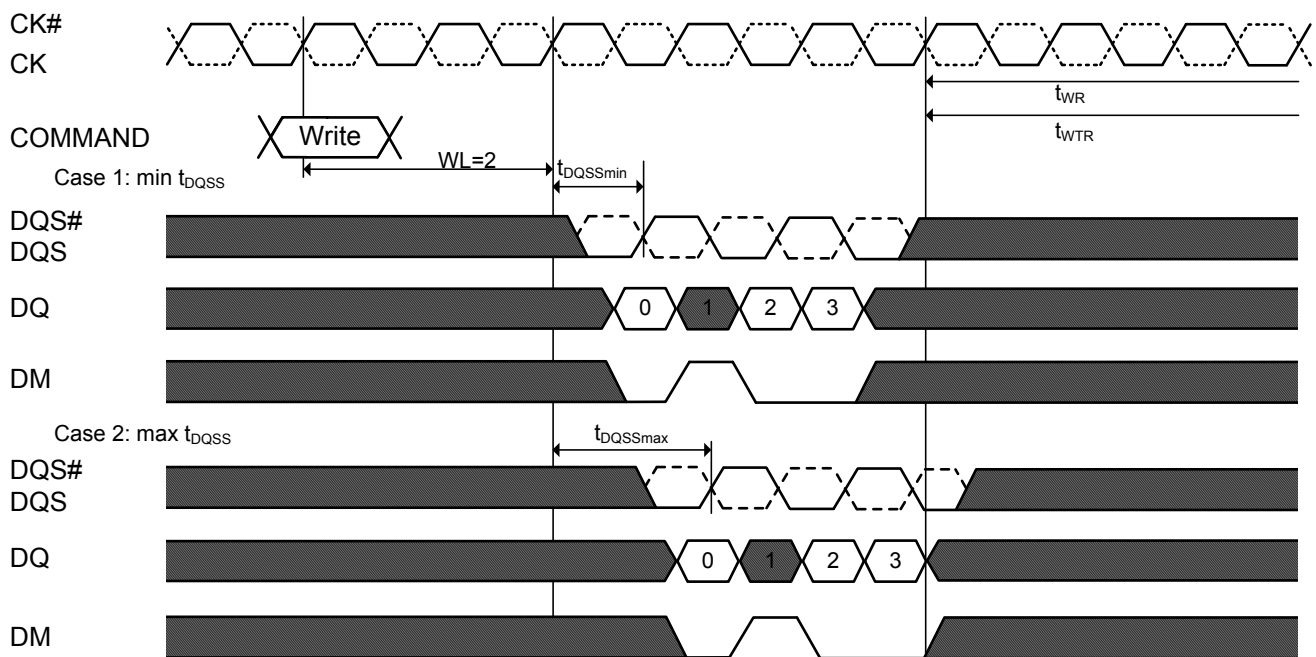 CK#
CK
tWR
tWTR
COMMAND
Write
WL=2
tDQSSmin
Case 1: min tDQSS
DQS#
DQS
DQ
0 1 2 3
DM
Case 2: max tDQSS
tDQSSmax
DQS#
DQS
DQ
0 1 2 3
DM